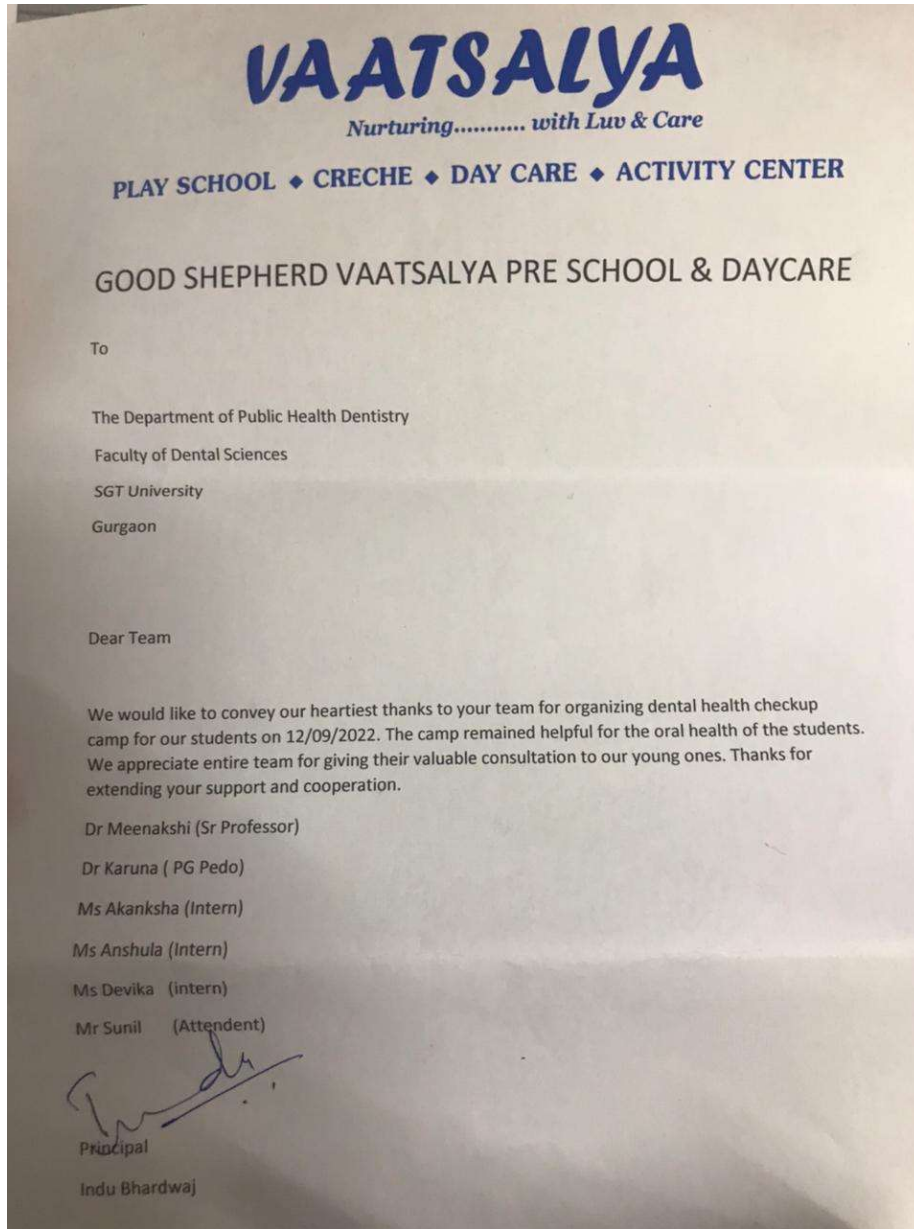 VAATSALYA
Nurturing........... with Luv & Care
PLAY SCHOOL ◆ CRECHE ◆ DAY CARE ◆ ACTIVITY CENTER
GOOD SHEPHERD VAATSALYA PRE SCHOOL & DAYCARE
To
The Department of Public Health Dentistry
Faculty of Dental Sciences
SGT University
Gurgaon
Dear Team
We would like to convey our heartiest thanks to your team for organizing dental health checkup
camp for our students on 12/09/2022. The camp remained helpful for the oral health of the students.
We appreciate entire team for giving their valuable consultation to our young ones. Thanks for
extending your support and cooperation.
Dr Meenakshi (Sr Professor)
Dr Karuna ( PG Pedo)
Ms Akanksha (Intern)
Ms Anshula (Intern)
Ms Devika (intern)
Mr Sunil (Attendent)
Indu
Principal
Indu Bhardwaj